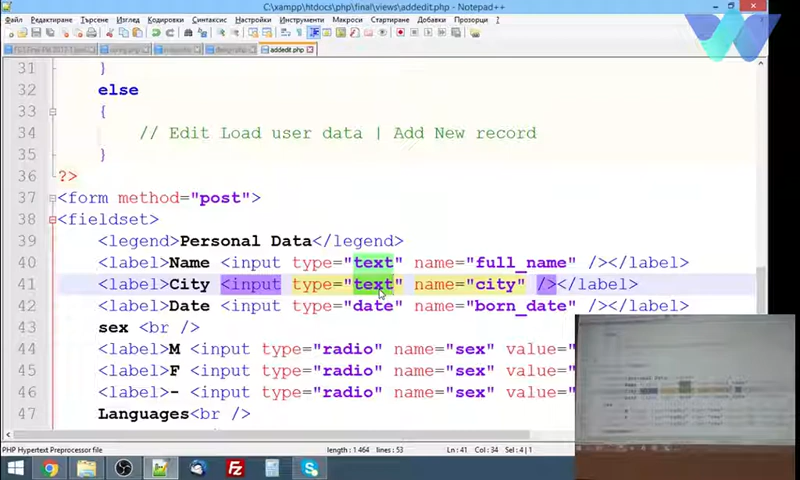 C:\xampp\htdocs\php\final\views\addedit.php - Notepad++
Файл Редактиране Търсене Изглед Кодировки Синтаксис Настройки Инструменти Макроси Стартиране Добавки Прозорци ?
addedit.php
31 }
32 else
33 {
34 // Edit Load user data | Add New record
35 }
36 ?>
37 <form method="post">
38 <fieldset>
39 <legend>Personal Data</legend>
40 <label>Name <input type="text" name="full_name" /></label>
41 <label>City <input type="text" name="city" /></label>
42 <label>Date <input type="date" name="born_date" /></label>
43 sex <br />
44 <label>M <input type="radio" name="sex" value="
45 <label>F <input type="radio" name="sex" value="
46 <label>- <input type="radio" name="sex" value="
47 Languages<br />
PHP Hypertext Preprocessor file length : 1 464 lines : 53 Ln : 41 Col : 34 Sel : 4 | 1